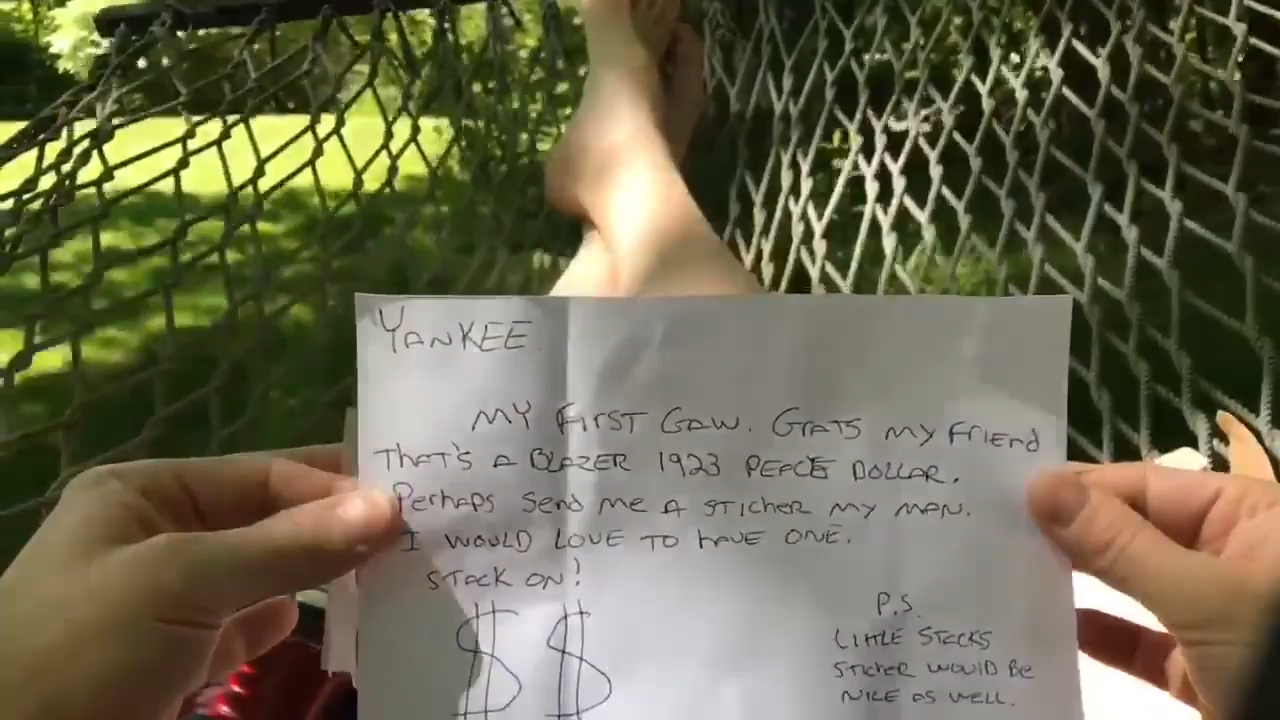 YANKEE
MY FIRST GAW. GRATS MY FRIEND
THAT'S A BLAZER 1923 PEACE DOLLAR.
Perhaps Send me A STICKER MY MAN.
I WOULD LOVE TO HAVE ONE.
STACK ON!
$ $
P.S.
LITTLE STACKS
STICKER WOULD BE
NICE AS WELL.